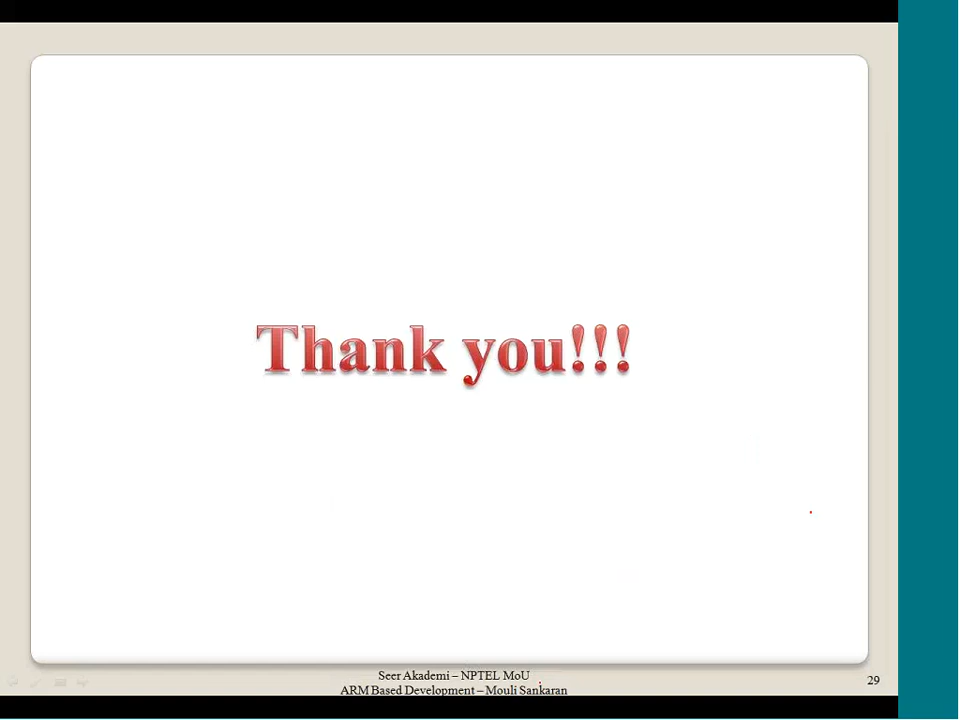 Thank you!!!
Seer Akademi – NPTEL MoU
ARM Based Development – Mouli Sankaran
29